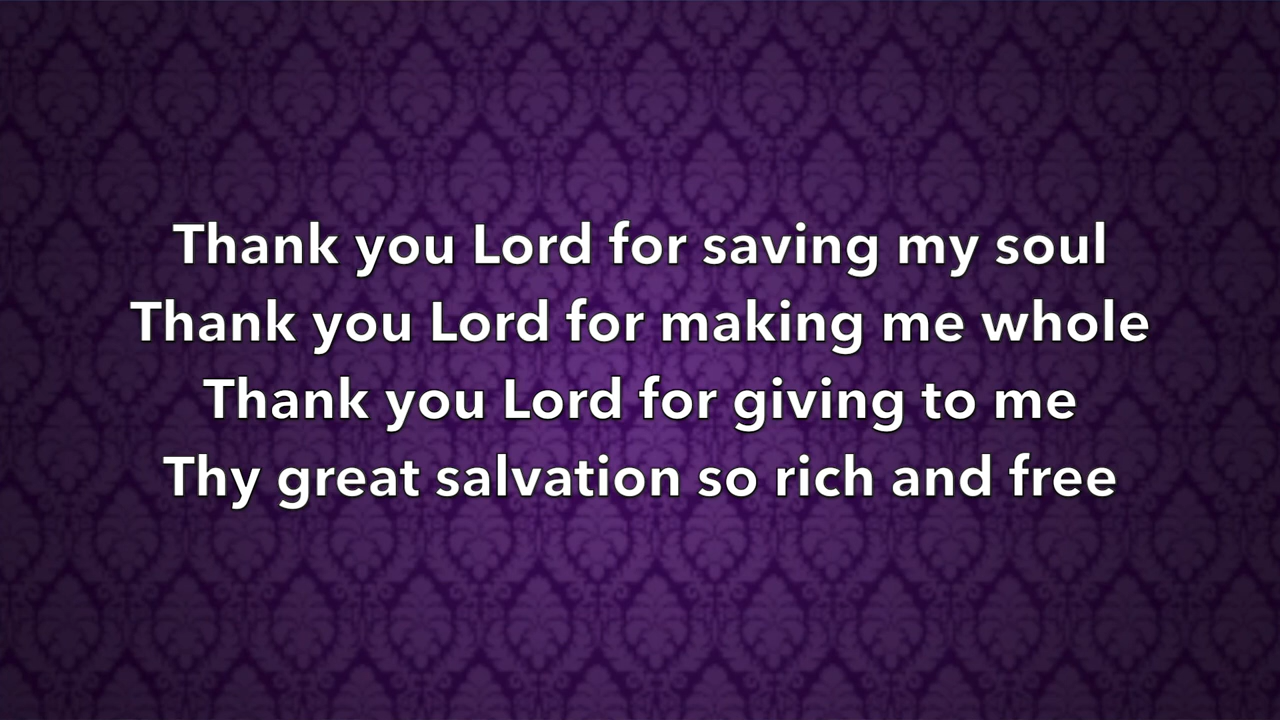 Thank you Lord for saving my soul
Thank you Lord for making me whole
Thank you Lord for giving to me
Thy great salvation so rich and free